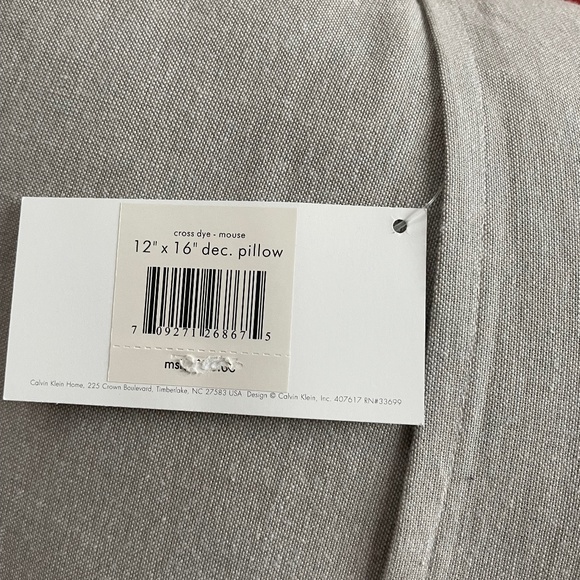 cross dye - mouse
12" x 16" dec. pillow
7 09271 26867 5
Calvin Klein Home, 225 Crown Boulevard, Timberlake, NC 27583 USA Design © Calvin Klein, Inc. 407617 RN#33699